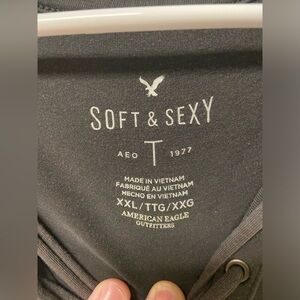 SOFT & SEXY
AEO T 1977
MADE IN VIETNAM
FABRIQUÉ AU VIETNAM
HECHO EN VIETNAM
XXL/TTG/XXG
AMERICAN EAGLE
OUTFITTERS